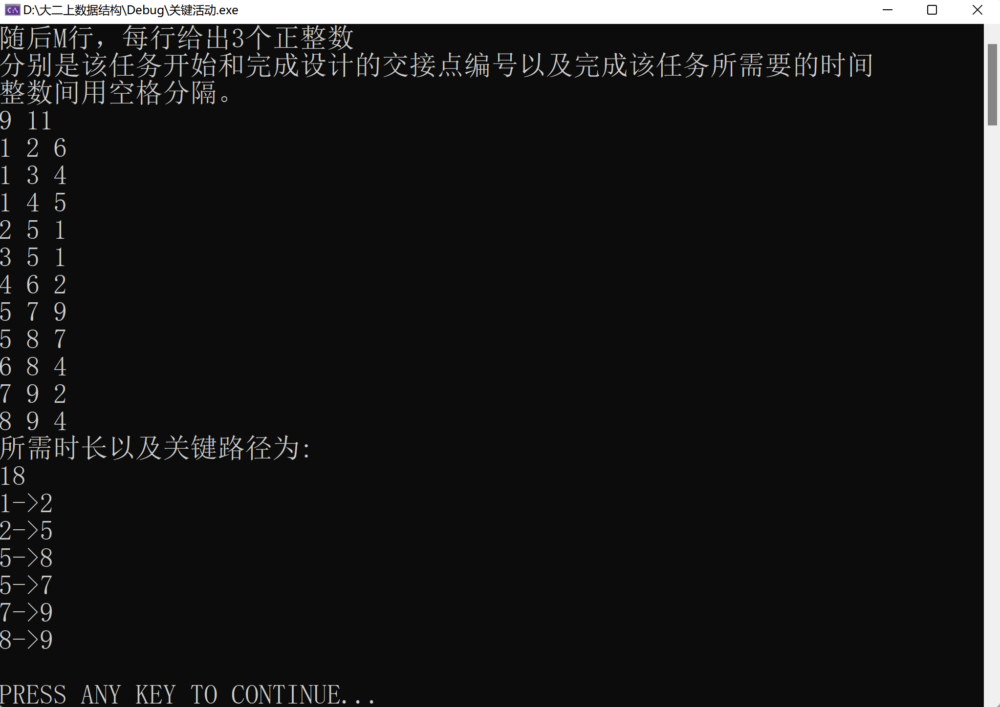 D:\大二上数据结构\Debug\关键活动.exe
随后M行，每行给出3个正整数
分别是该任务开始和完成设计的交接点编号以及完成该任务所需要的时间
整数间用空格分隔。
9 11
1 2 6
1 3 4
1 4 5
2 5 1
3 5 1
4 6 2
5 7 9
5 8 7
6 8 4
7 9 2
8 9 4
所需时长以及关键路径为:
18
1->2
2->5
5->8
5->7
7->9
8->9
PRESS ANY KEY TO CONTINUE...